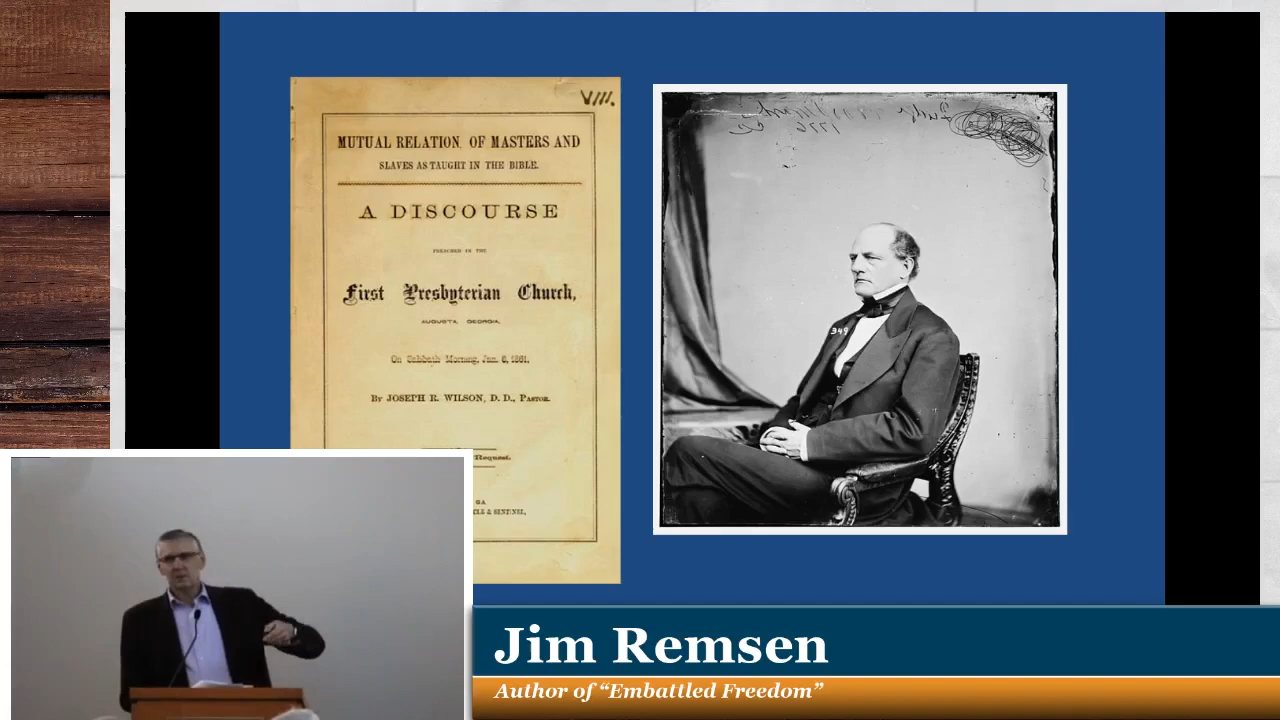 VIII.
MUTUAL RELATION OF MASTERS AND
SLAVES AS TAUGHT IN THE BIBLE.
A DISCOURSE
PREACHED IN THE
First Presbyterian Church,
AUGUSTA, GEORGIA,
On Sabbath Morning, Jan. 6, 1861.
By JOSEPH R. WILSON, D. D., Pastor.
Request.
GA
& SENTINEL,
349
Jim Remsen
Author of “Embattled Freedom”